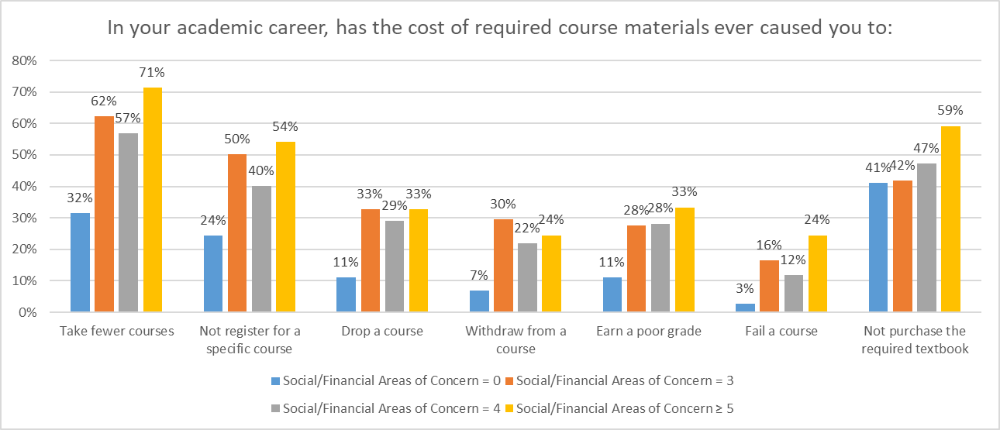 In your academic career, has the cost of required course materials ever caused you to:
80%
70%
60%
50%
40%
30%
20%
10%
0%
32%
62%
57%
71%
24%
50%
40%
54%
11%
33%
29%
33%
7%
30%
22%
24%
11%
28%
28%
33%
3%
16%
12%
24%
41%
42%
47%
59%
Take fewer courses
Not register for a
specific course
Drop a course
Withdraw from a
course
Earn a poor grade
Fail a course
Not purchase the
required textbook
Social/Financial Areas of Concern = 0
Social/Financial Areas of Concern = 3
Social/Financial Areas of Concern = 4
Social/Financial Areas of Concern ≥ 5